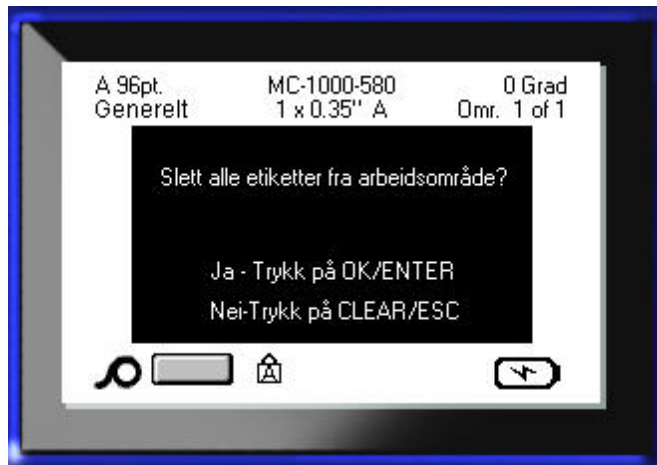 A 96pt. MC-1000-580 0 Grad
Generelt 1 x 0.35" A Omr. 1 of 1
Slett alle etiketter fra arbeidsområde?
Ja - Trykk på OK/ENTER
Nei-Trykk på CLEAR/ESC
A